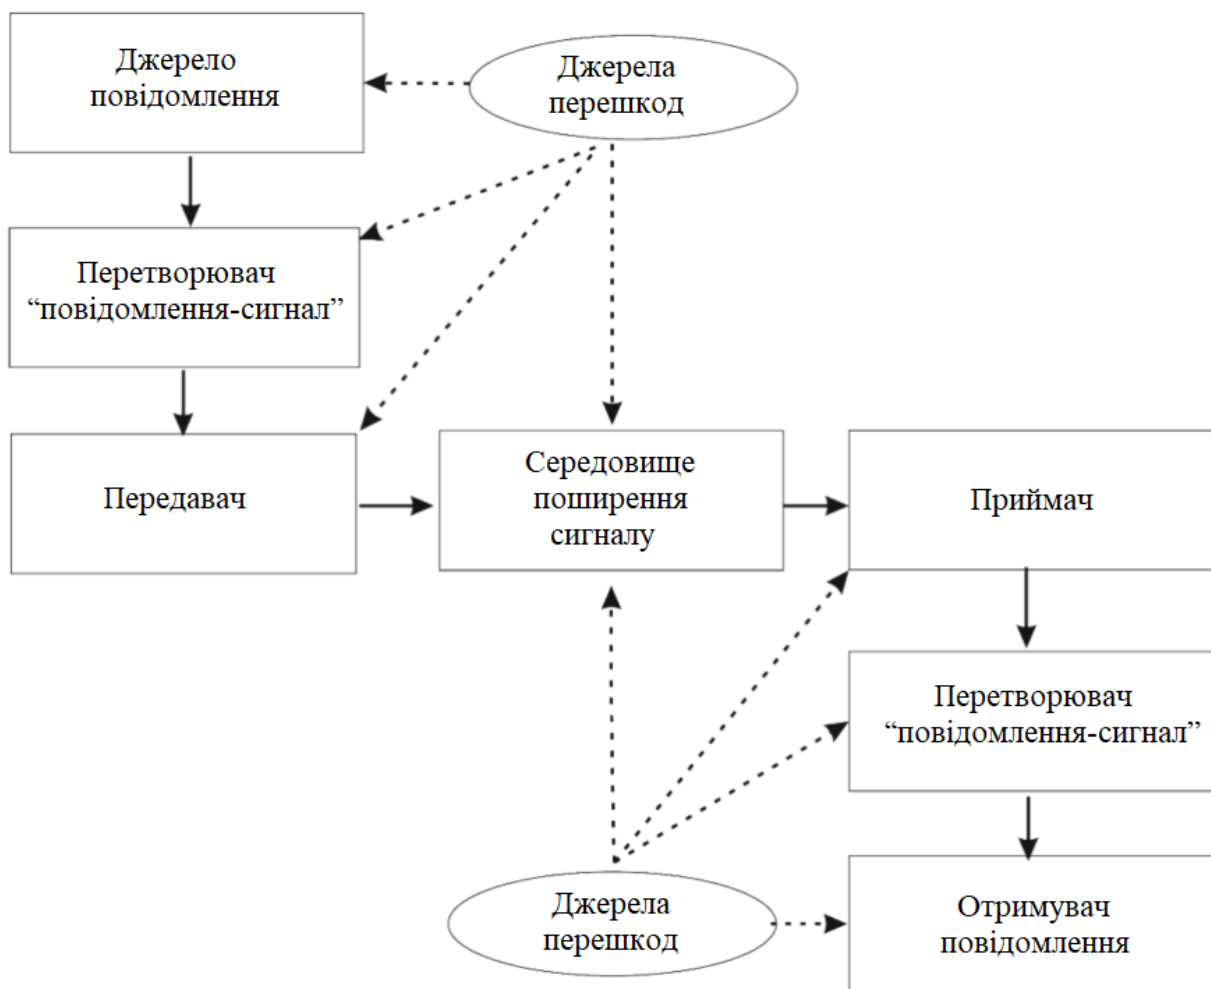 Джерело
повідомлення
Джерела
перешкод
Перетворювач
“повідомлення-сигнал”
Передавач
Середовище
поширення
сигналу
Приймач
Перетворювач
“повідомлення-сигнал”
Джерела
перешкод
Отримувач
повідомлення